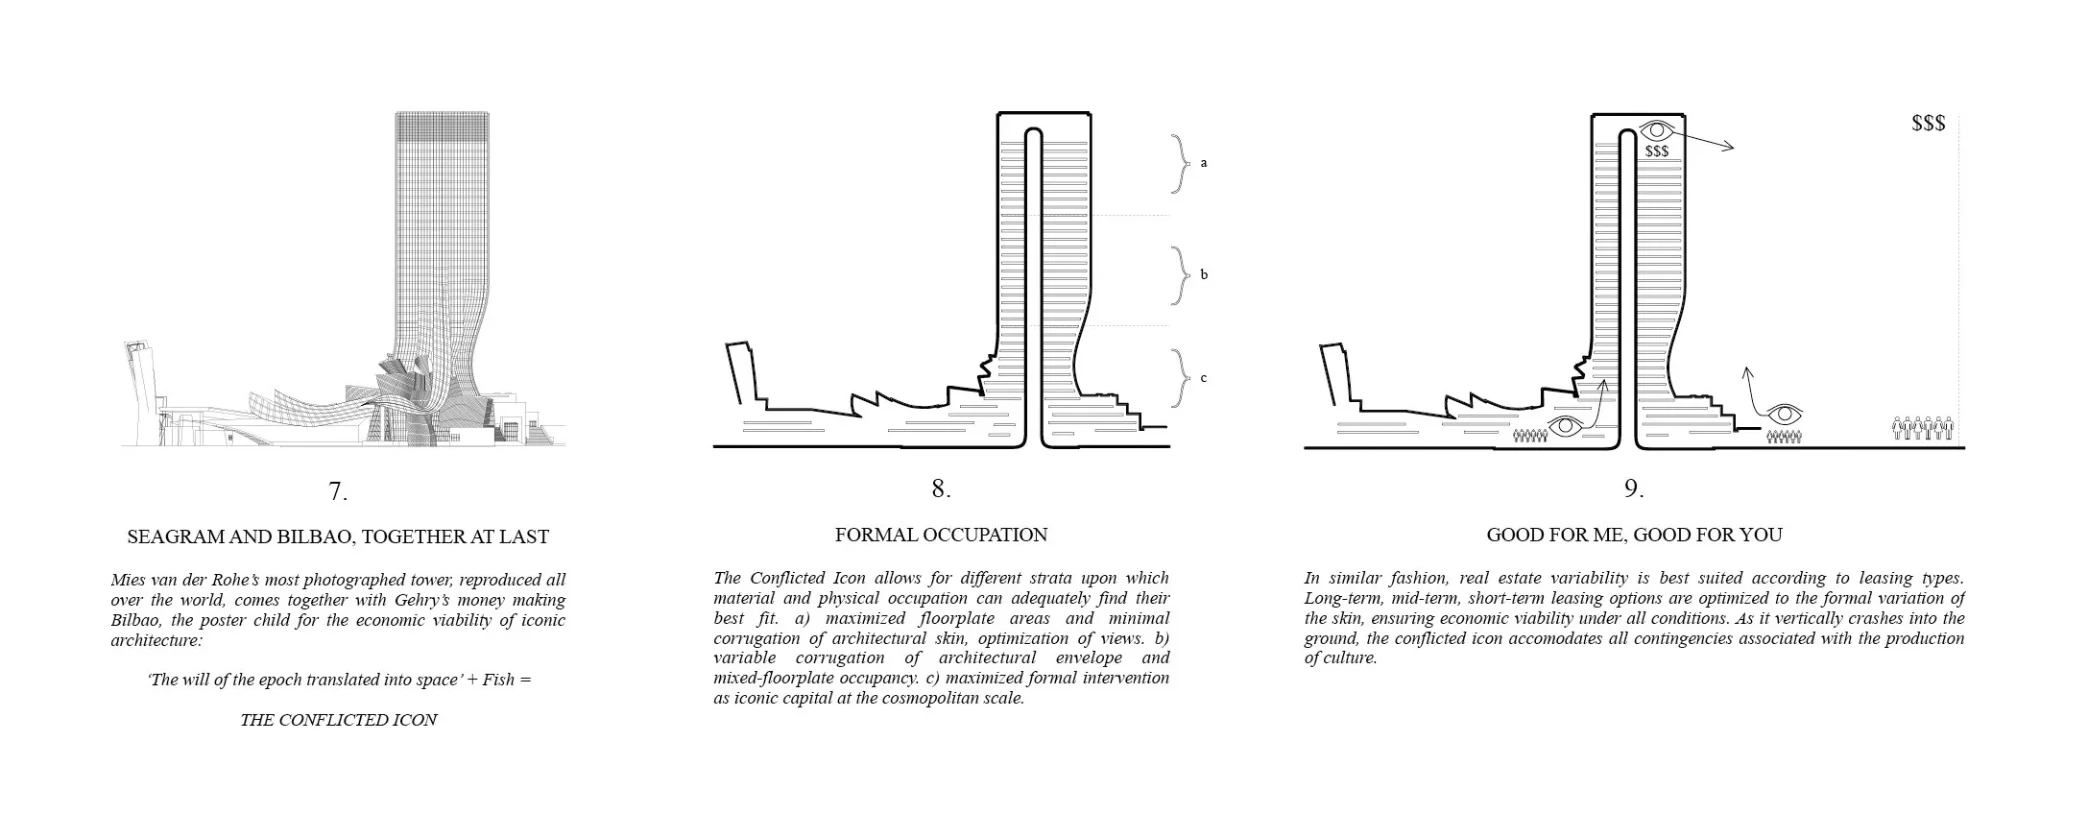 7.
SEAGRAM AND BILBAO, TOGETHER AT LAST
Mies van der Rohe's most photographed tower, reproduced all
over the world, comes together with Gehry's money making
Bilbao, the poster child for the economic viability of iconic
architecture:
'The will of the epoch translated into space' + Fish =
THE CONFLICTED ICON
a
b
c
8.
FORMAL OCCUPATION
The Conflicted Icon allows for different strata upon which
material and physical occupation can adequately find their
best fit. a) maximized floorplate areas and minimal
corrugation of architectural skin, optimization of views. b)
variable corrugation of architectural envelope and
mixed-floorplate occupancy. c) maximized formal intervention
as iconic capital at the cosmopolitan scale.
$$$
$$$
9.
GOOD FOR ME, GOOD FOR YOU
In similar fashion, real estate variability is best suited according to leasing types.
Long-term, mid-term, short-term leasing options are optimized to the formal variation of
the skin, ensuring economic viability under all conditions. As it vertically crashes into the
ground, the conflicted icon accomodates all contingencies associated with the production
of culture.